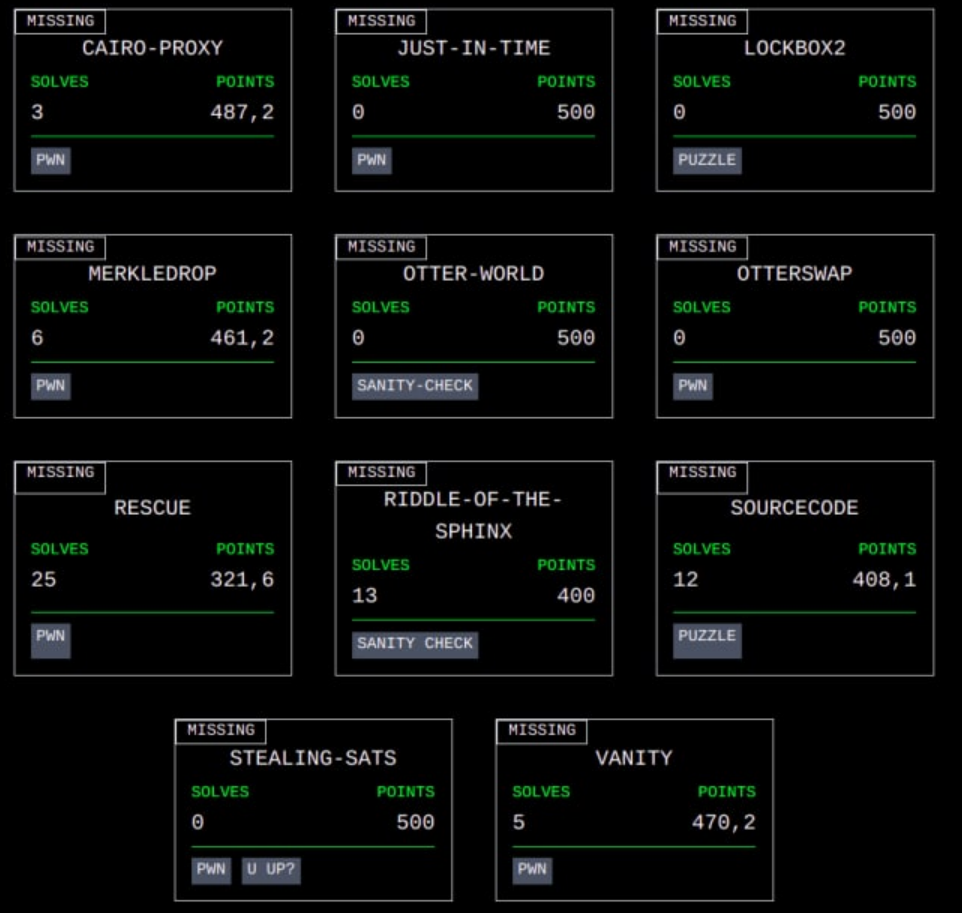 MISSING
CAIRO-PROXY
SOLVES POINTS
3 487,2
PWN
MISSING
JUST-IN-TIME
SOLVES POINTS
0 500
PWN
MISSING
LOCKBOX2
SOLVES POINTS
0 500
PUZZLE
MISSING
MERKLEDROP
SOLVES POINTS
6 461,2
PWN
MISSING
OTTER-WORLD
SOLVES POINTS
0 500
SANITY-CHECK
MISSING
OTTERSWAP
SOLVES POINTS
0 500
PWN
MISSING
RESCUE
SOLVES POINTS
25 321,6
PWN
MISSING
RIDDLE-OF-THE-
SPHINX
SOLVES POINTS
13 400
SANITY CHECK
MISSING
SOURCECODE
SOLVES POINTS
12 408,1
PUZZLE
MISSING
STEALING-SATS
SOLVES POINTS
0 500
PWN U UP?
MISSING
VANITY
SOLVES POINTS
5 470,2
PWN